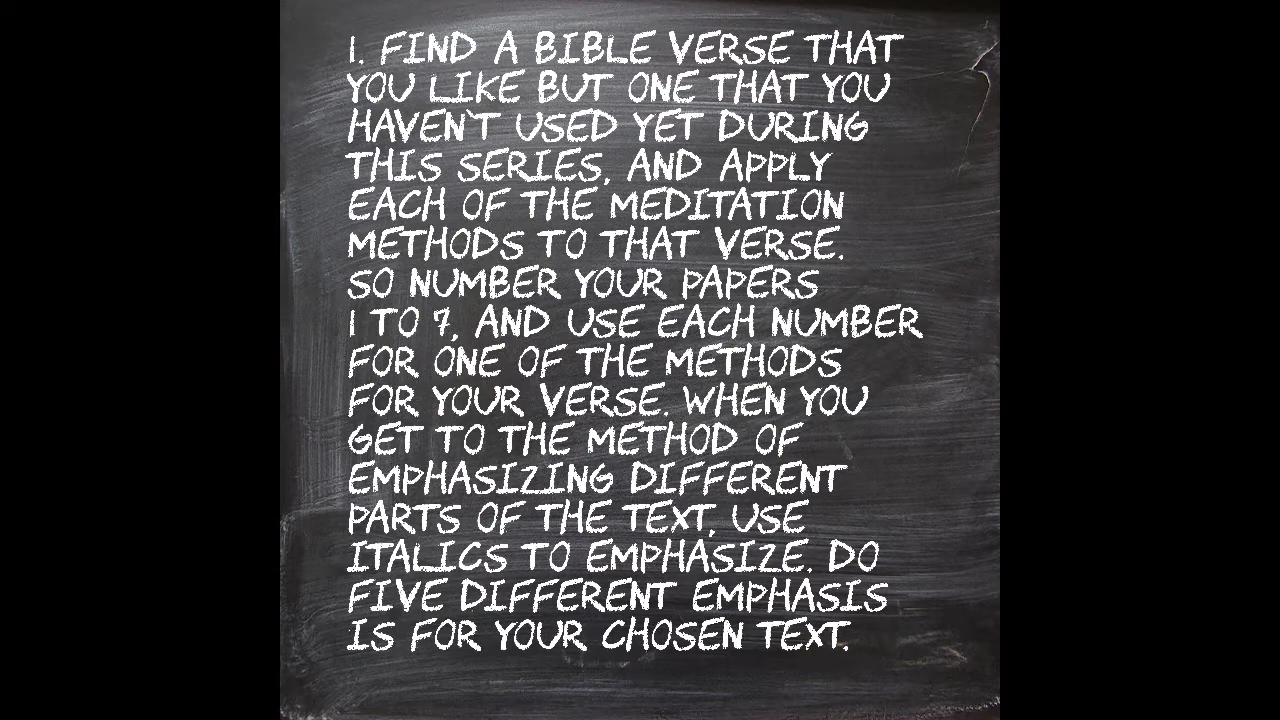 1. FIND A BIBLE VERSE THAT
YOU LIKE BUT ONE THAT YOU
HAVEN'T USED YET DURING
THIS SERIES, AND APPLY
EACH OF THE MEDITATION
METHODS TO THAT VERSE.
SO NUMBER YOUR PAPERS
1 TO 7, AND USE EACH NUMBER
FOR ONE OF THE METHODS
FOR YOUR VERSE. WHEN YOU
GET TO THE METHOD OF
EMPHASIZING DIFFERENT
PARTS OF THE TEXT, USE
ITALICS TO EMPHASIZE. DO
FIVE DIFFERENT EMPHASIS
IS FOR YOUR CHOSEN TEXT.